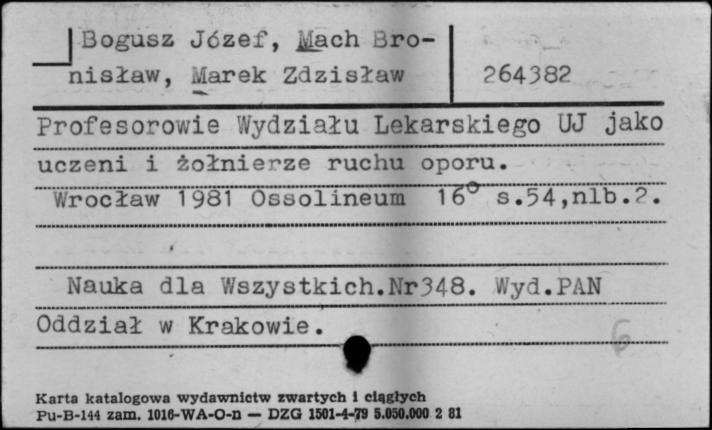 Bogusz Józef, Mach Bro-
nisław, Marek Zdzisław 264382
Profesorowie Wydziału Lekarskiego UJ jako
uczeni i żołnierze ruchu oporu.
Wrocław 1981 Ossolineum 16° s.54,nlb.2.
Nauka dla Wszystkich.Nr348. Wyd.PAN
Oddział w Krakowie.
6
Karta katalogowa wydawnictw zwartych i ciągłych
Pu-B-144 zam. 1016-WA-O-n — DZG 1501-4-79 5.050.000 2 81